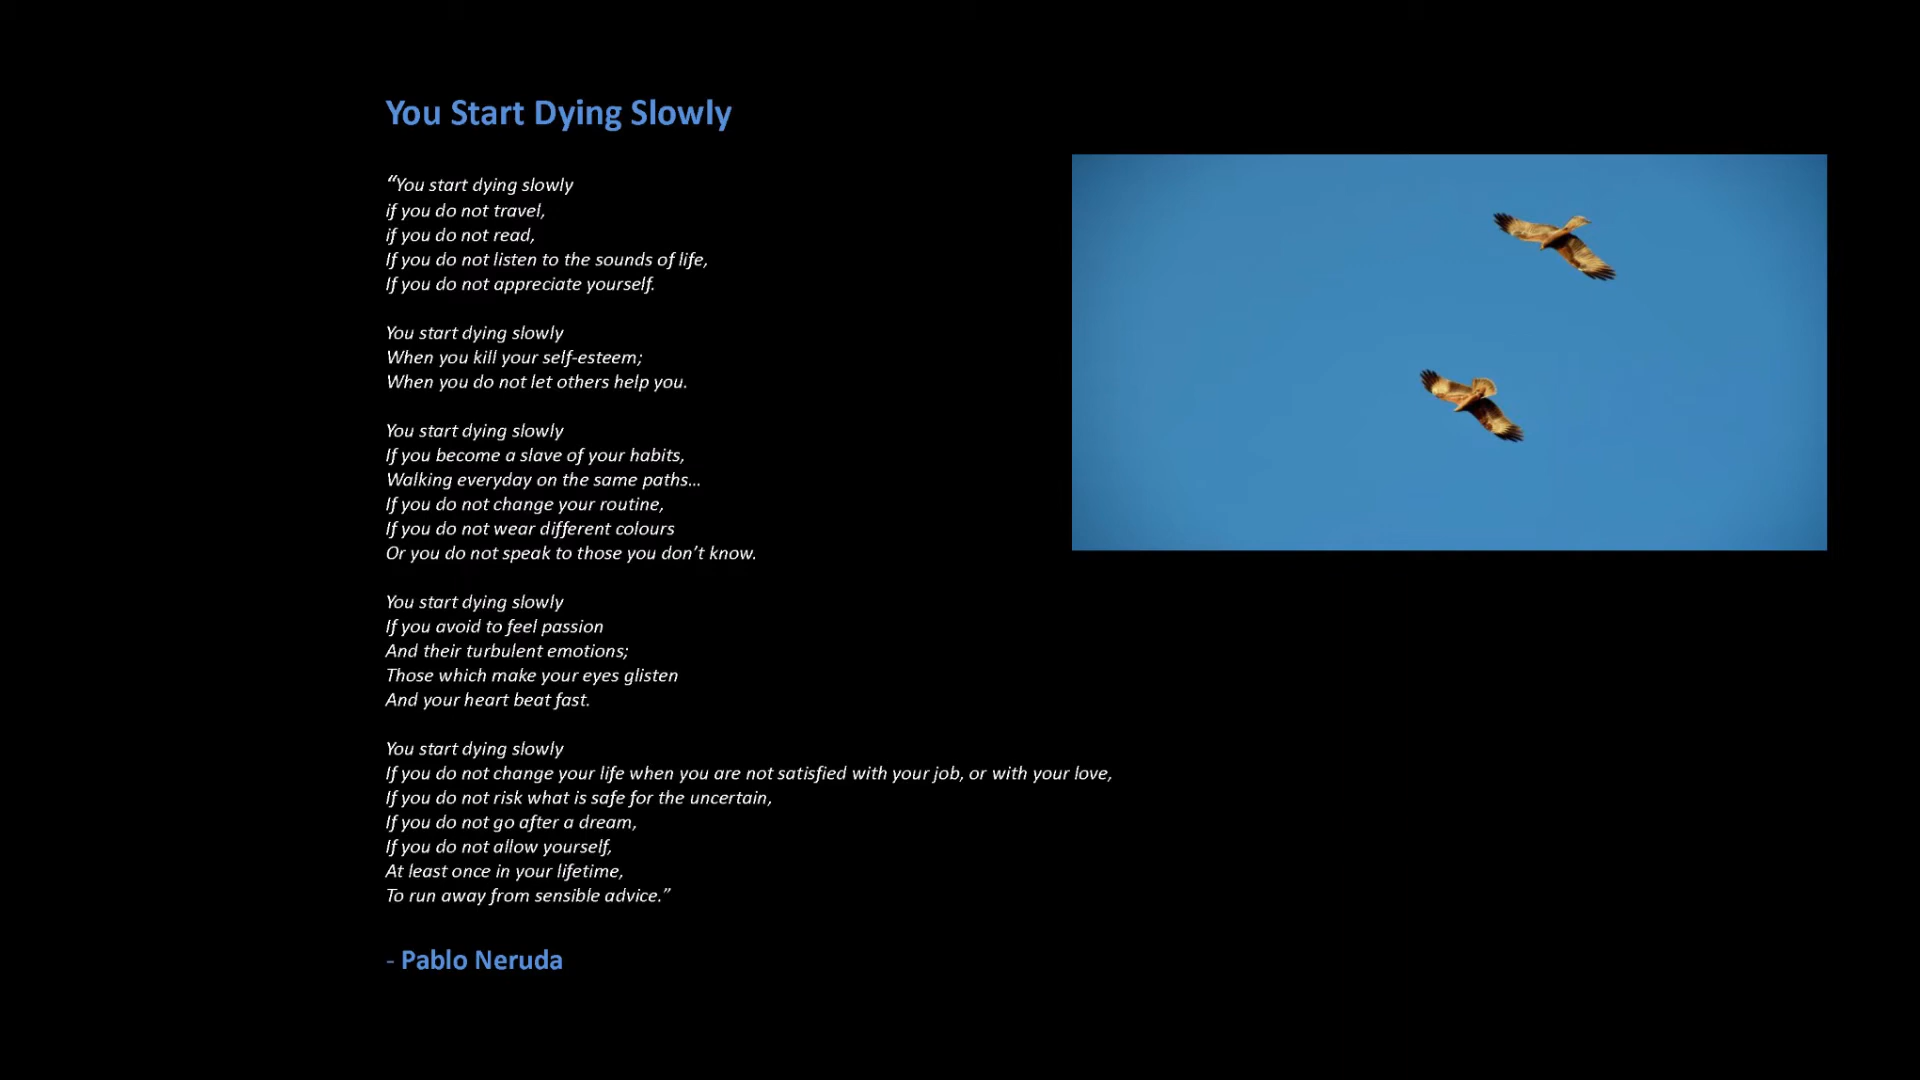 You Start Dying Slowly
“You start dying slowly
if you do not travel,
if you do not read,
If you do not listen to the sounds of life,
If you do not appreciate yourself.
You start dying slowly
When you kill your self-esteem;
When you do not let others help you.
You start dying slowly
If you become a slave of your habits,
Walking everyday on the same paths…
If you do not change your routine,
If you do not wear different colours
Or you do not speak to those you don’t know.
You start dying slowly
If you avoid to feel passion
And their turbulent emotions;
Those which make your eyes glisten
And your heart beat fast.
You start dying slowly
If you do not change your life when you are not satisfied with your job, or with your love,
If you do not risk what is safe for the uncertain,
If you do not go after a dream,
If you do not allow yourself,
At least once in your lifetime,
To run away from sensible advice.”
- Pablo Neruda